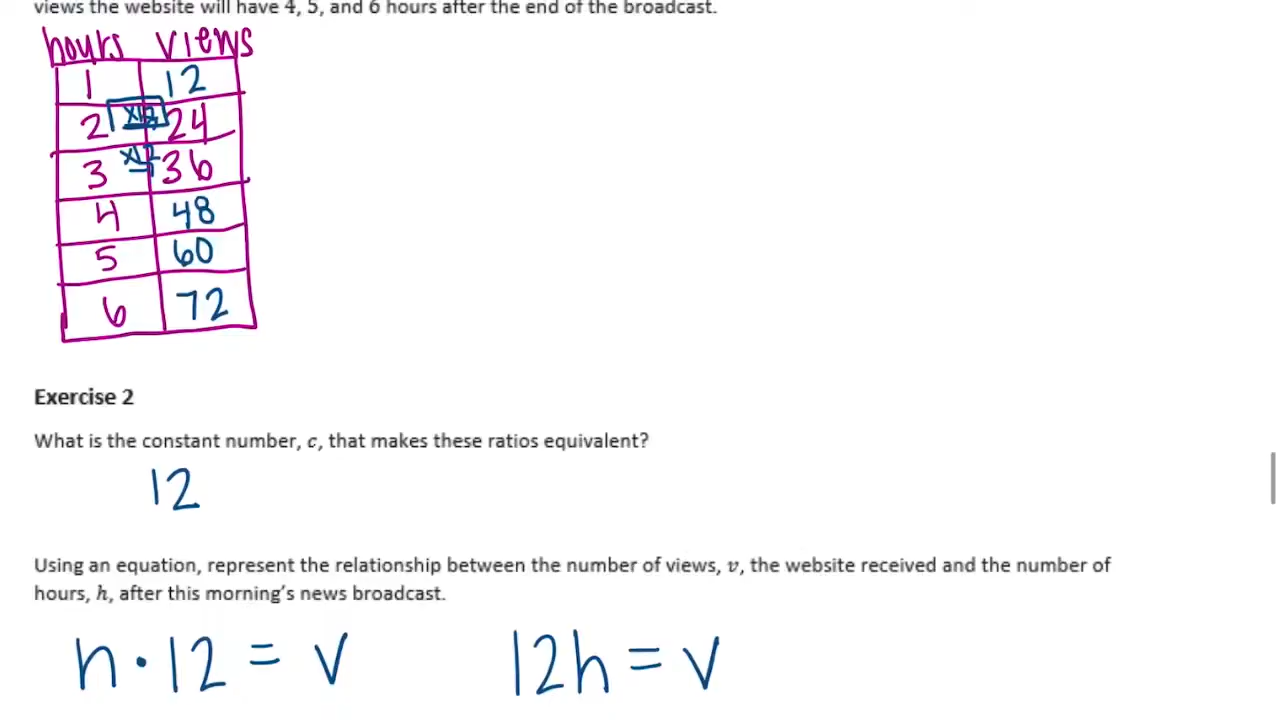 views the website will have 4, 5, and 6 hours after the end of the broadcast.
hours views
1 12
2 x12 24
3 x12 36
4 48
5 60
6 72
Exercise 2
What is the constant number, c, that makes these ratios equivalent?
12
Using an equation, represent the relationship between the number of views, v, the website received and the number of
hours, h, after this morning's news broadcast.
h · 12 = v 12h = v